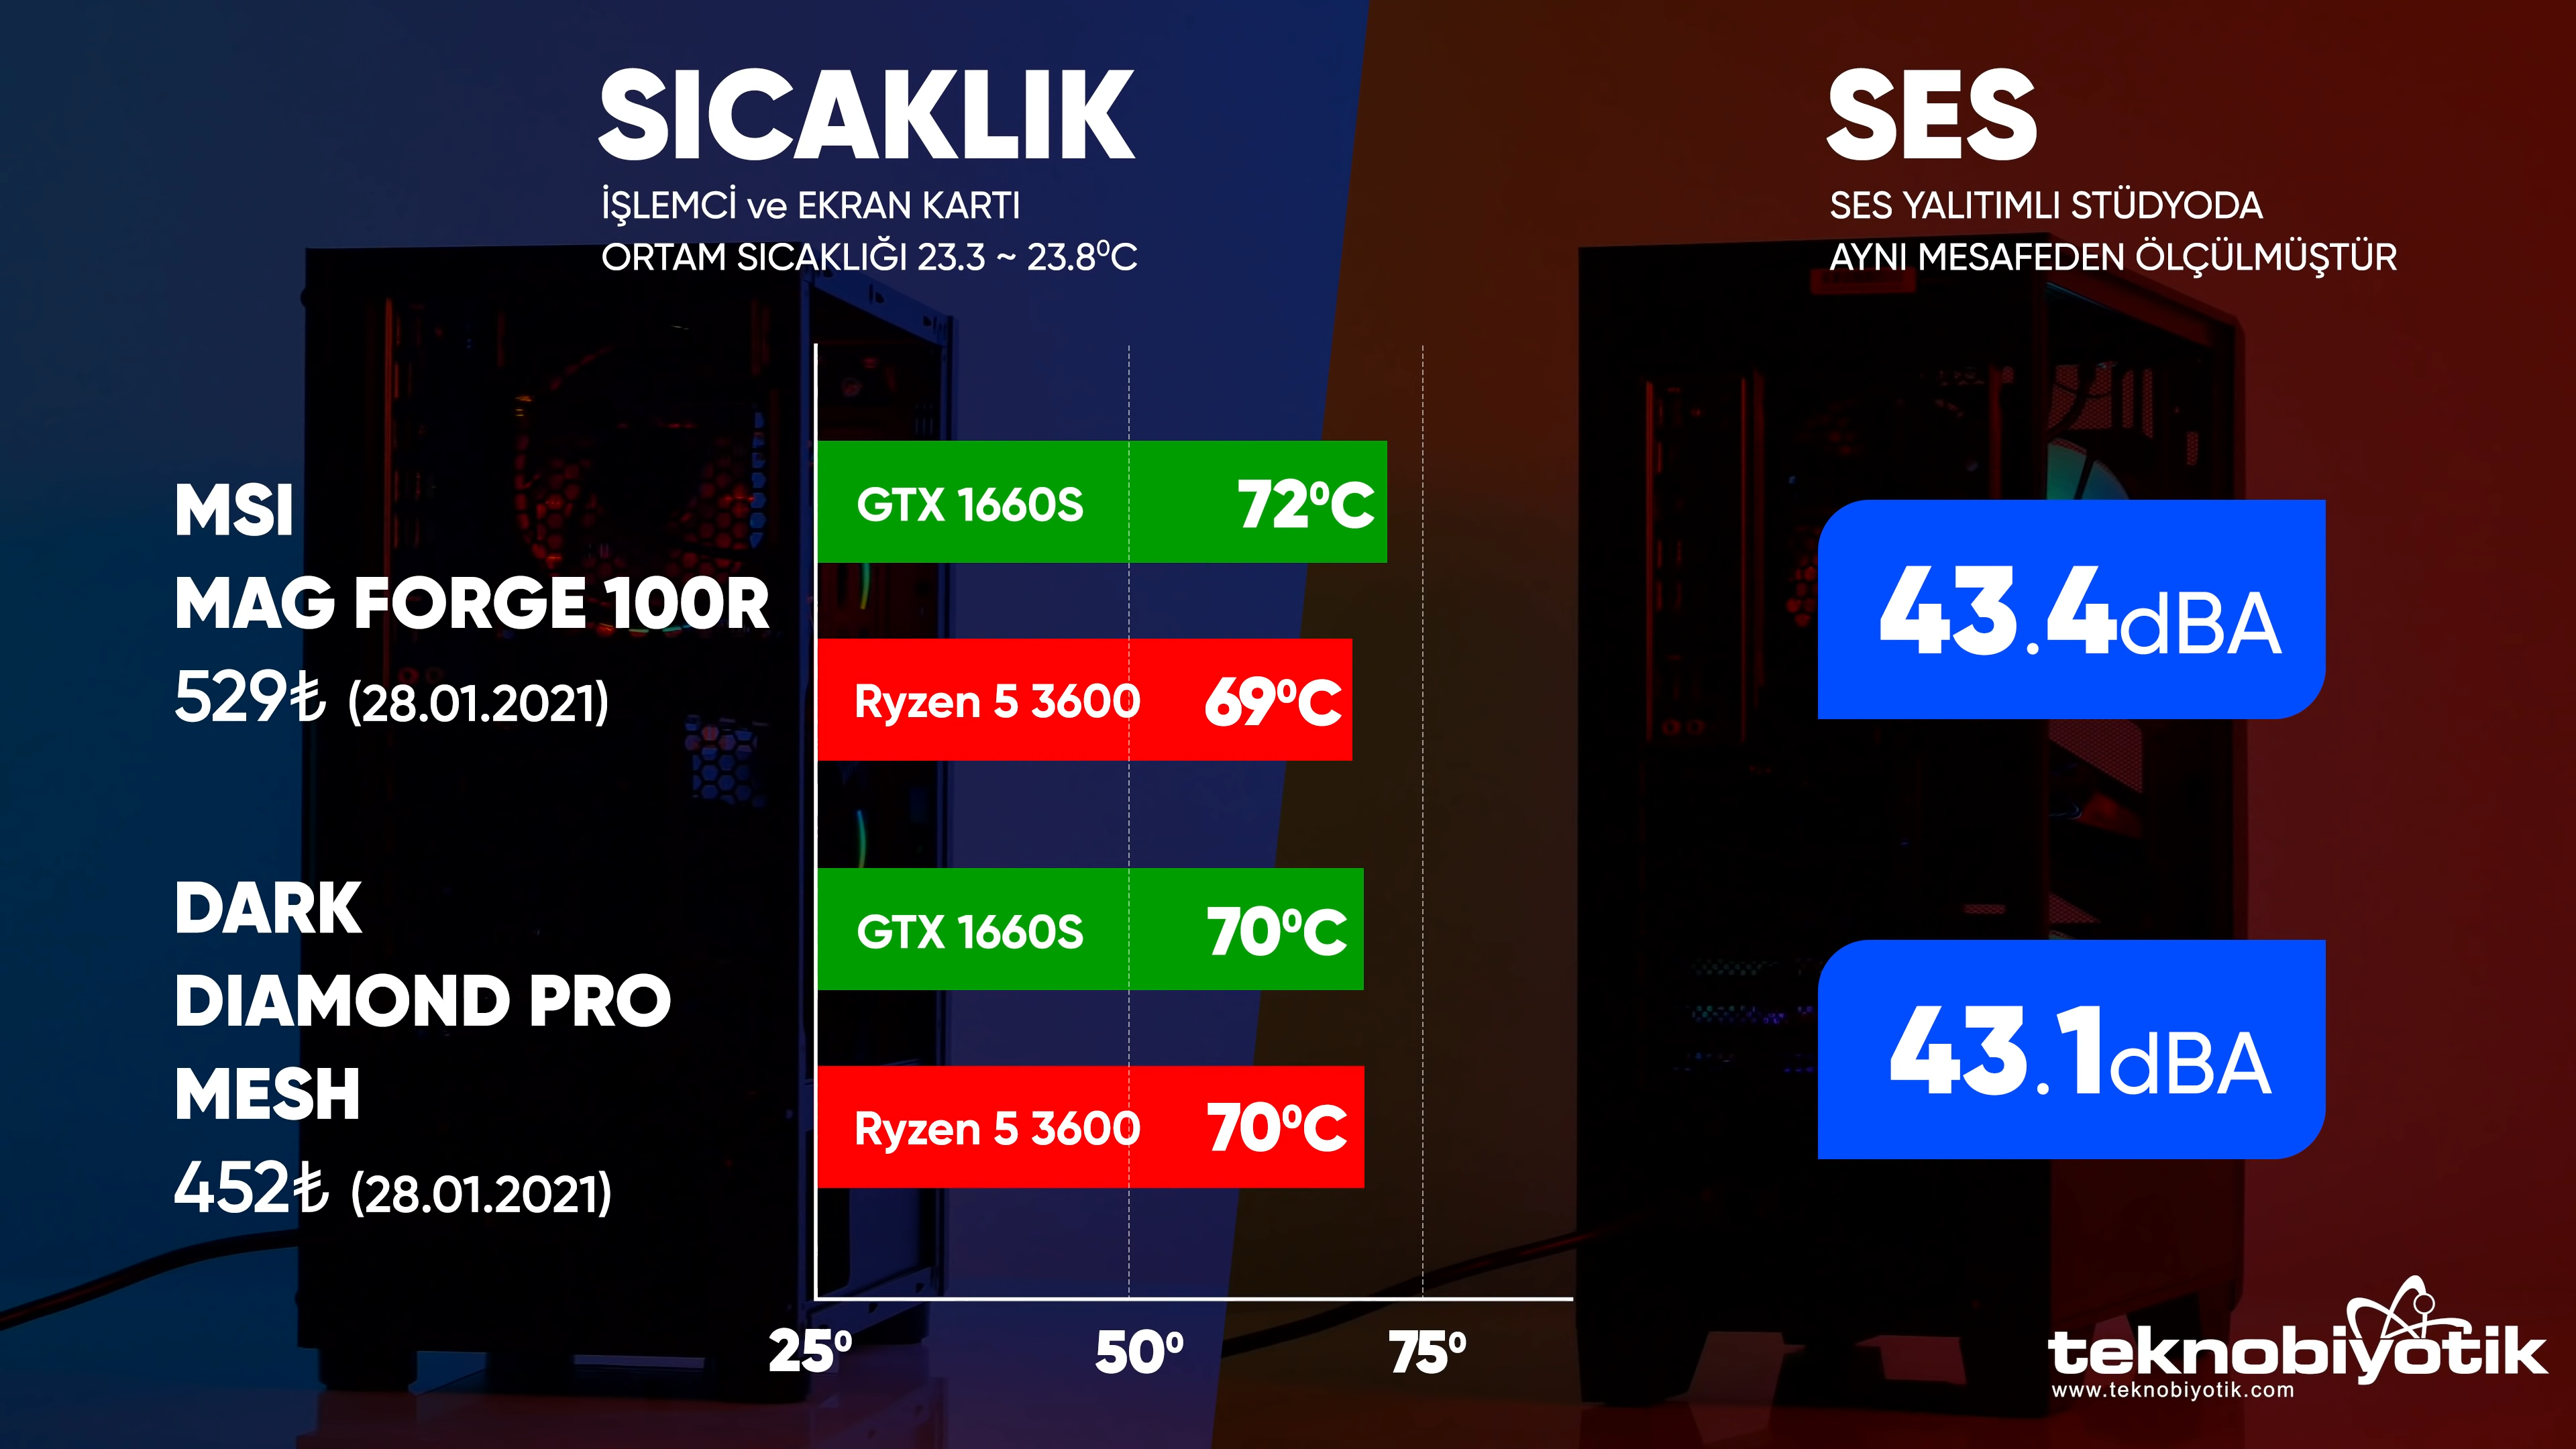 SICAKLIK
İŞLEMCİ ve EKRAN KARTI
ORTAM SICAKLIĞI 23.3 ~ 23.8⁰C
SES
SES YALITIMLI STÜDYODA
AYNI MESAFEDEN ÖLÇÜLMÜŞTÜR
MSI
MAG FORGE 100R
529₺ (28.01.2021)
GTX 1660S 72⁰C
Ryzen 5 3600 69⁰C
43.4dBA
DARK
DIAMOND PRO
MESH
452₺ (28.01.2021)
GTX 1660S 70⁰C
Ryzen 5 3600 70⁰C
43.1dBA
25⁰ 50⁰ 75⁰
teknobiyotik
www.teknobiyotik.com